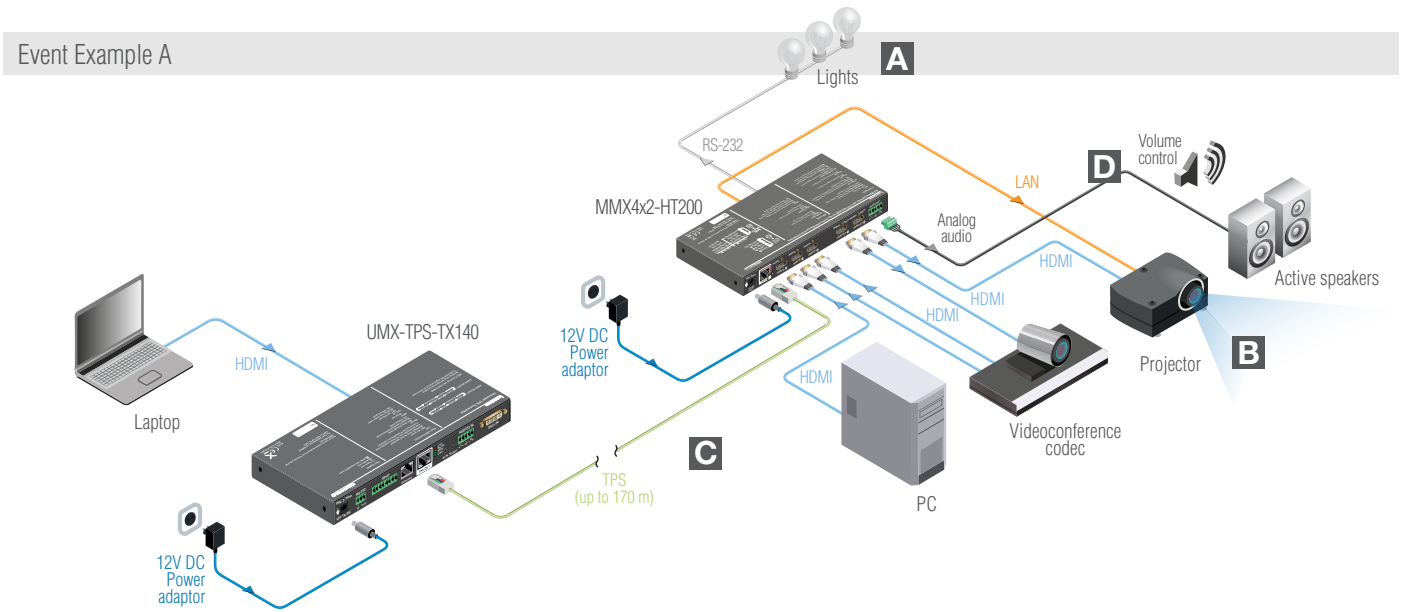 Event Example A
A
Lights
RS-232
LAN
D
Volume
control
MMX4x2-HT200
Analog
audio
HDMI
HDMI
HDMI
Active speakers
12V DC
Power
adaptor
UMX-TPS-TX140
HDMI
HDMI
Projector
B
Laptop
Videoconference
codec
C
TPS
(up to 170 m)
PC
12V DC
Power
adaptor